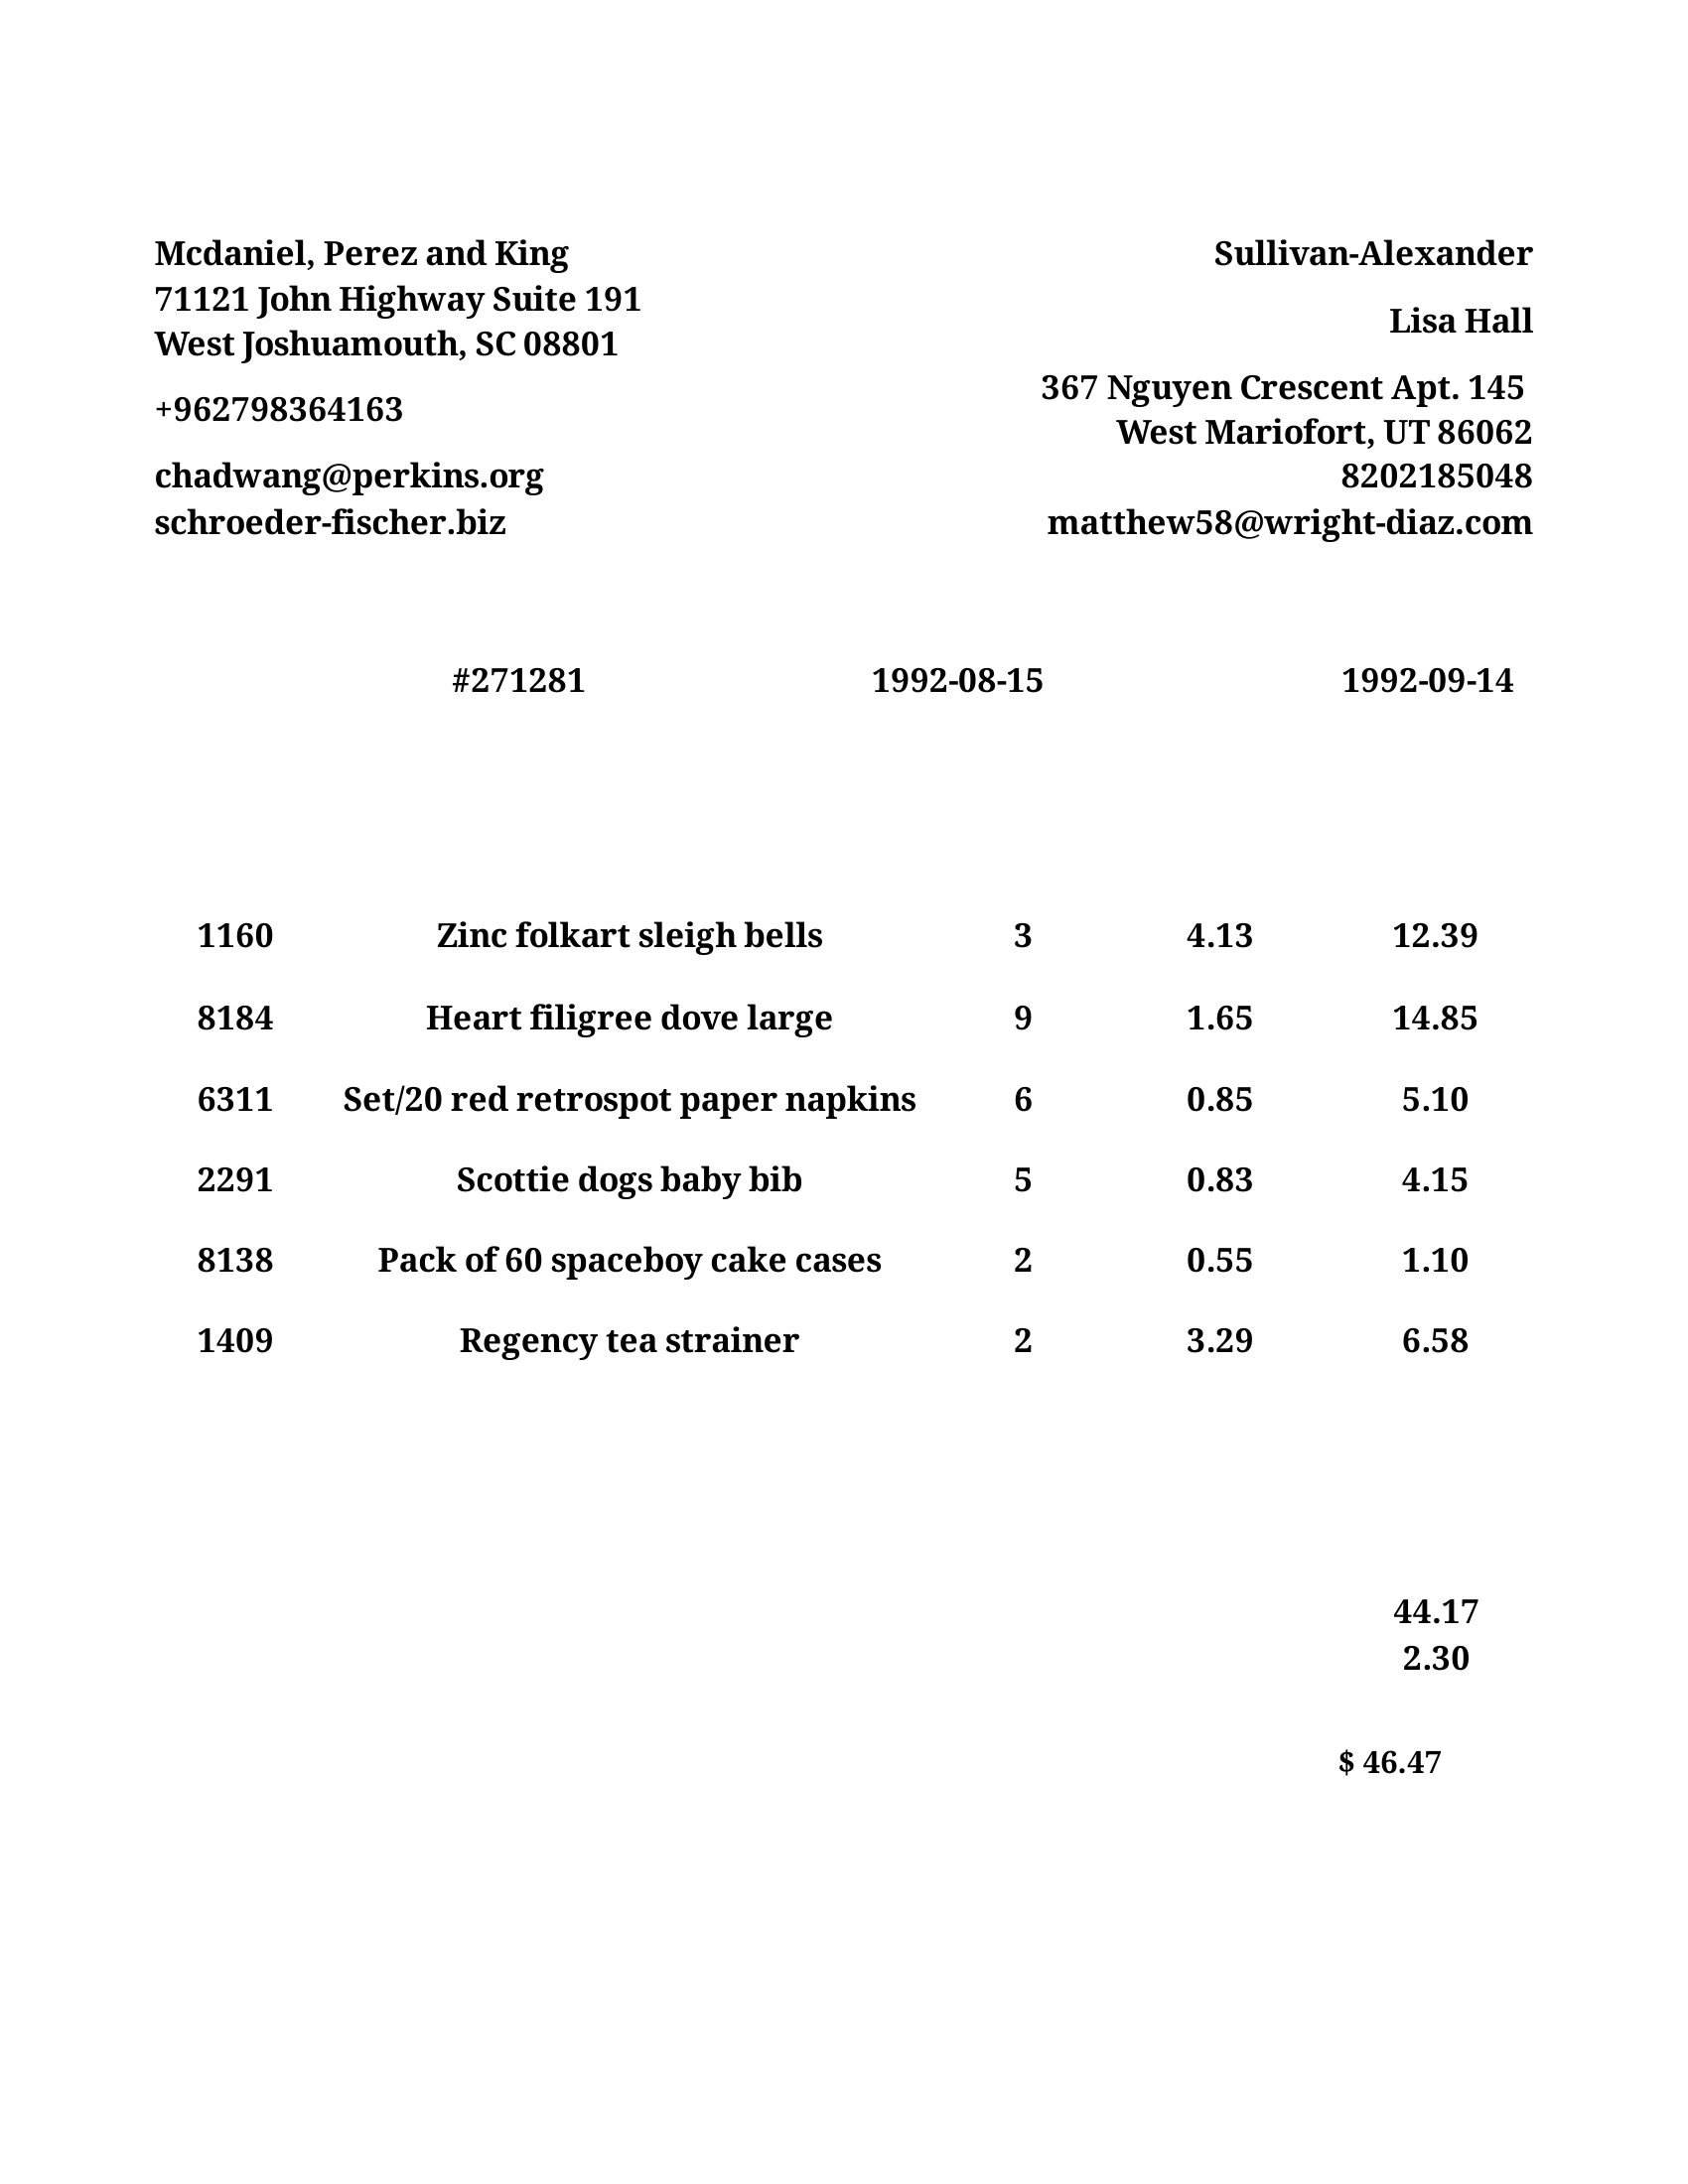 Mcdaniel, Perez and King
71121 John Highway Suite 191
West Joshuamouth, SC 08801
+962798364163
chadwang@perkins.org
schroeder-fischer.biz
Sullivan-Alexander
Lisa Hall
367 Nguyen Crescent Apt. 145
West Mariofort, UT 86062
8202185048
matthew58@wright-diaz.com
#271281 1992-08-15 1992-09-14
1160 Zinc folkart sleigh bells 3 4.13 12.39
8184 Heart filigree dove large 9 1.65 14.85
6311 Set/20 red retrospot paper napkins 6 0.85 5.10
2291 Scottie dogs baby bib 5 0.83 4.15
8138 Pack of 60 spaceboy cake cases 2 0.55 1.10
1409 Regency tea strainer 2 3.29 6.58
44.17
2.30
$ 46.47